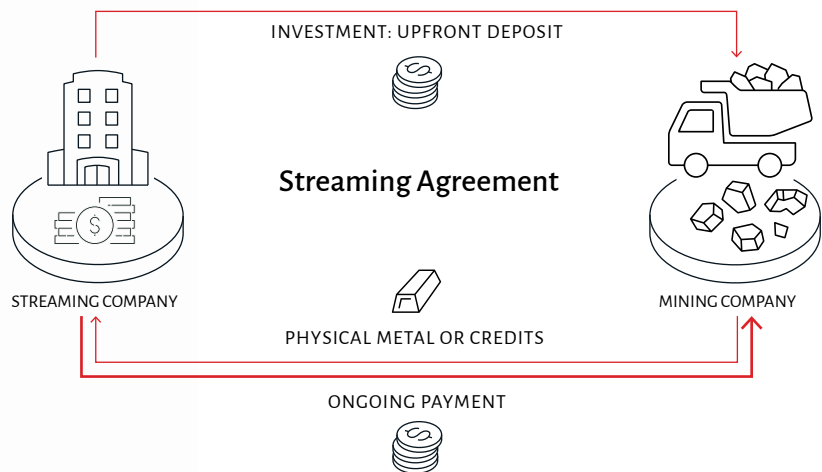 INVESTMENT: UPFRONT DEPOSIT
Streaming Agreement
STREAMING COMPANY
MINING COMPANY
PHYSICAL METAL OR CREDITS
ONGOING PAYMENT